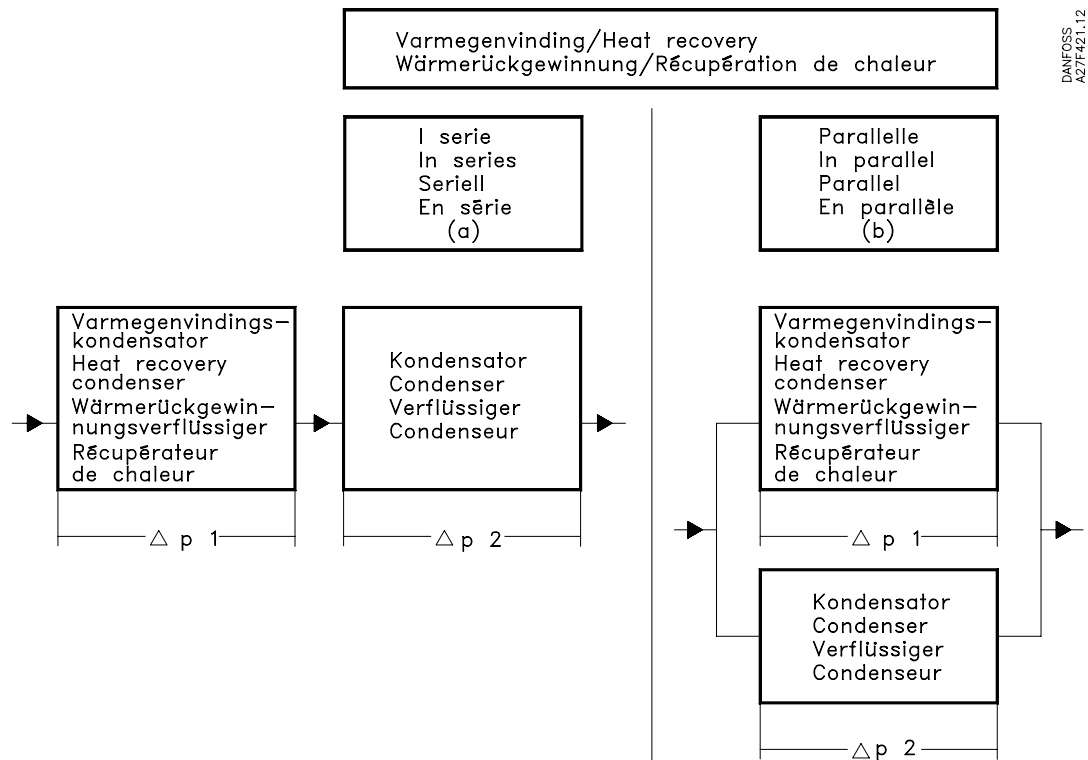 Varmegenvinding/Heat recovery
Wärmerückgewinnung/Récupération de chaleur
DANFOSS
A27F421.12
I serie
In series
Seriell
En série
(a)
Parallelle
In parallel
Parallel
En parallèle
(b)
Varmegenvindings-
kondensator
Heat recovery
condenser
Wärmerückgewin-
nungsverflüssiger
Récupérateur
de chaleur
Kondensator
Condenser
Verflüssiger
Condenseur
△ p 1
△ p 2
Varmegenvindings-
kondensator
Heat recovery
condenser
Wärmerückgewin-
nungsverflüssiger
Récupérateur
de chaleur
△ p 1
Kondensator
Condenser
Verflüssiger
Condenseur
△ p 2